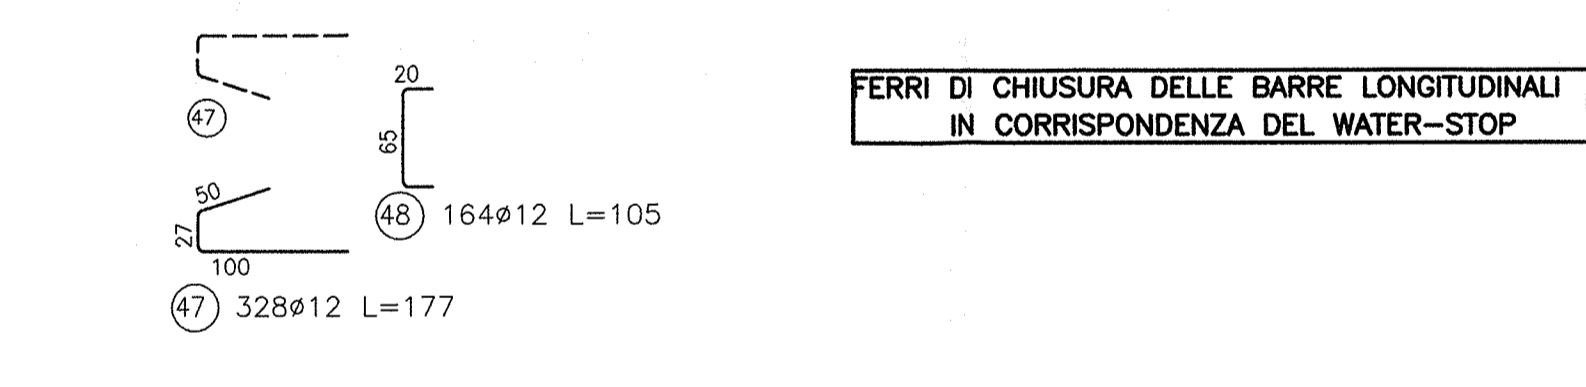 47
50
27
100
47 328ø12 L=177
20
65
48 164ø12 L=105
FERRI DI CHIUSURA DELLE BARRE LONGITUDINALI
IN CORRISPONDENZA DEL WATER-STOP